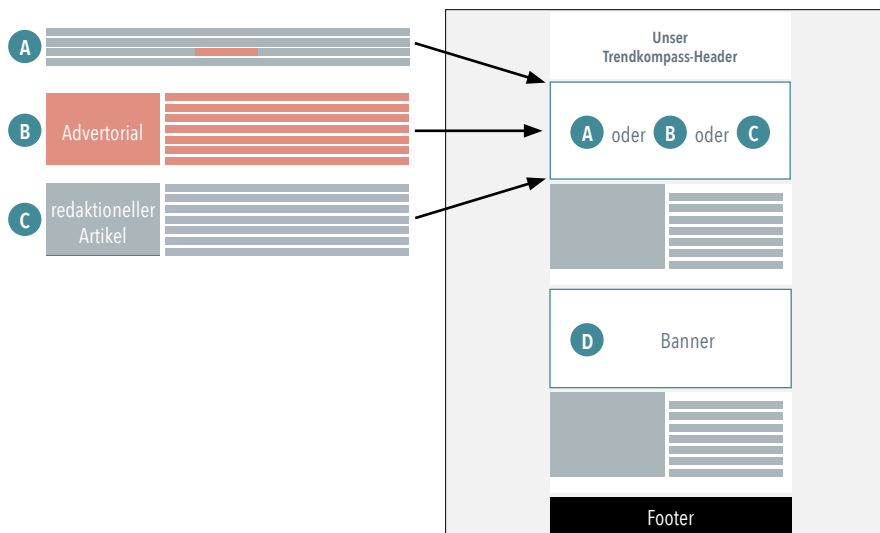 A
B
Advertorial
C
redaktioneller
Artikel
Unser
Trendkompass-Header
A oder B oder C
D Banner
Footer